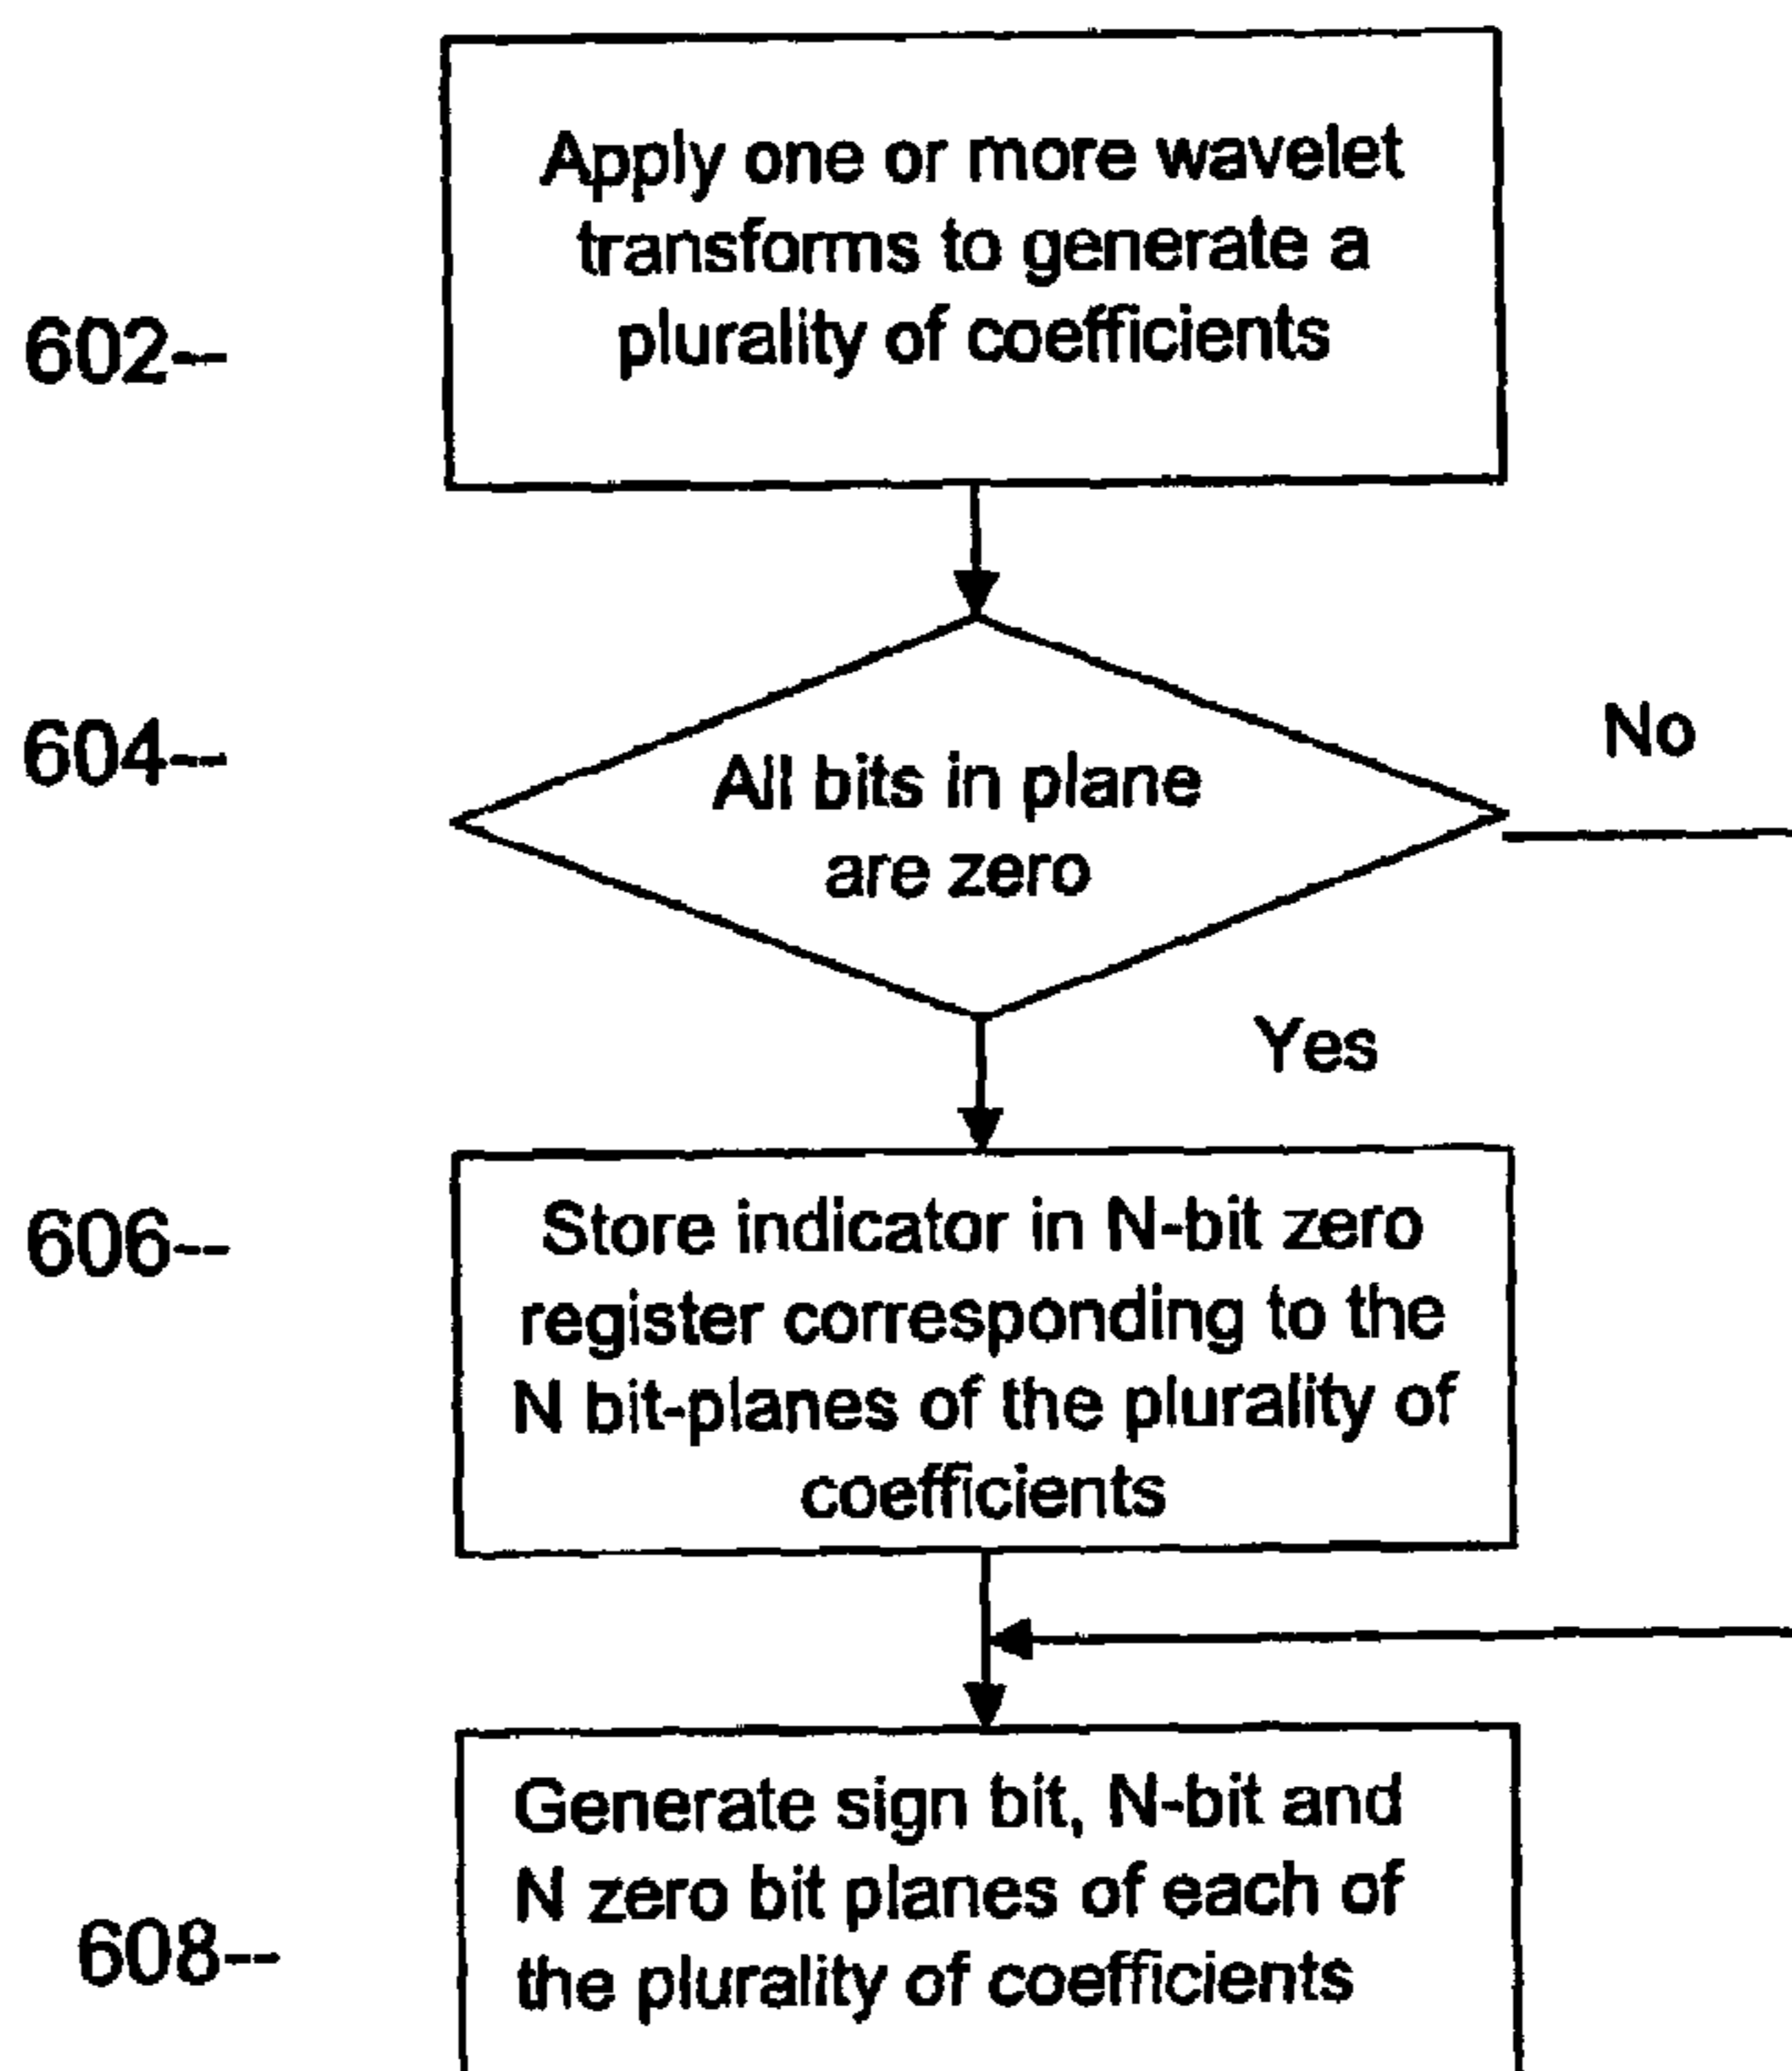 Apply one or more wavelet
transforms to generate a
plurality of coefficients
602--
604--
All bits in plane
are zero
No
Yes
606--
Store indicator in N-bit zero
register corresponding to the
N bit-planes of the plurality of
coefficients
608--
Generate sign bit, N-bit and
N zero bit planes of each of
the plurality of coefficients